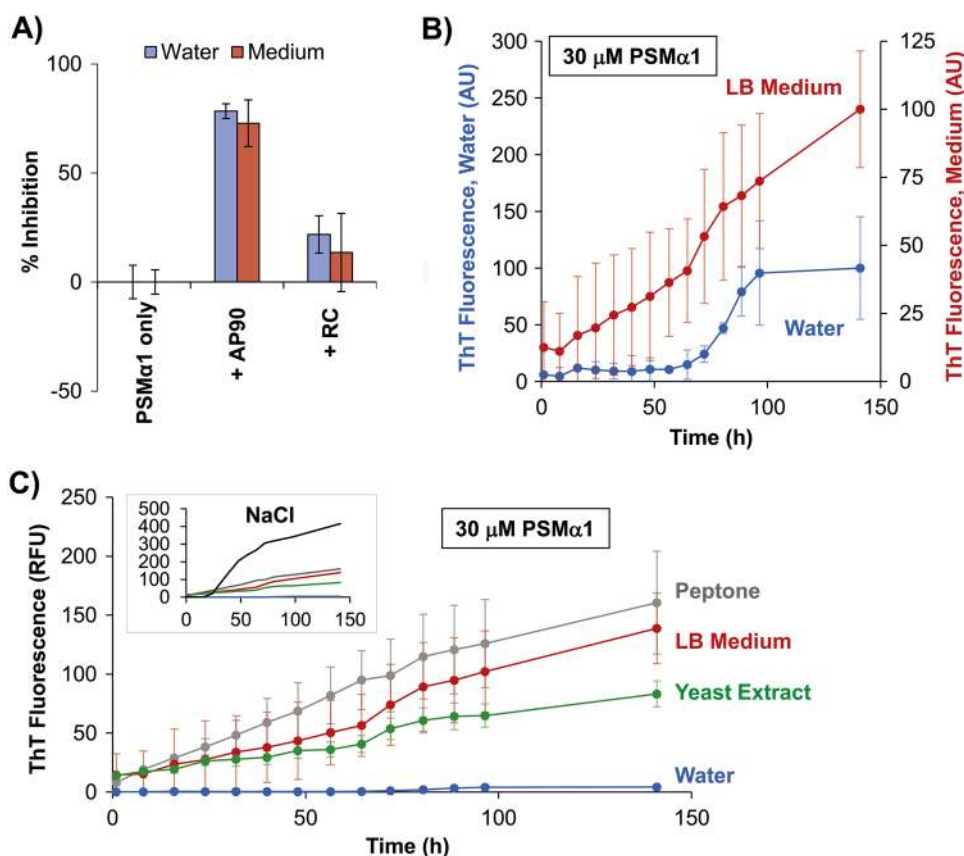 A)
Water Medium
100
50
0
-50
% Inhibition
PSMα1 only
+ AP90
+ RC
B)
30 µM PSMα1
300
250
200
150
100
50
0
ThT Fluorescence, Water (AU)
125
100
75
50
25
0
ThT Fluorescence, Medium (AU)
LB Medium
Water
0 50 100 150
Time (h)
C)
30 µM PSMα1
250
200
150
100
50
0
ThT Fluorescence (RFU)
NaCl
500
400
300
200
100
0
0 50 100 150
Peptone
LB Medium
Yeast Extract
Water
0 50 100 150
Time (h)